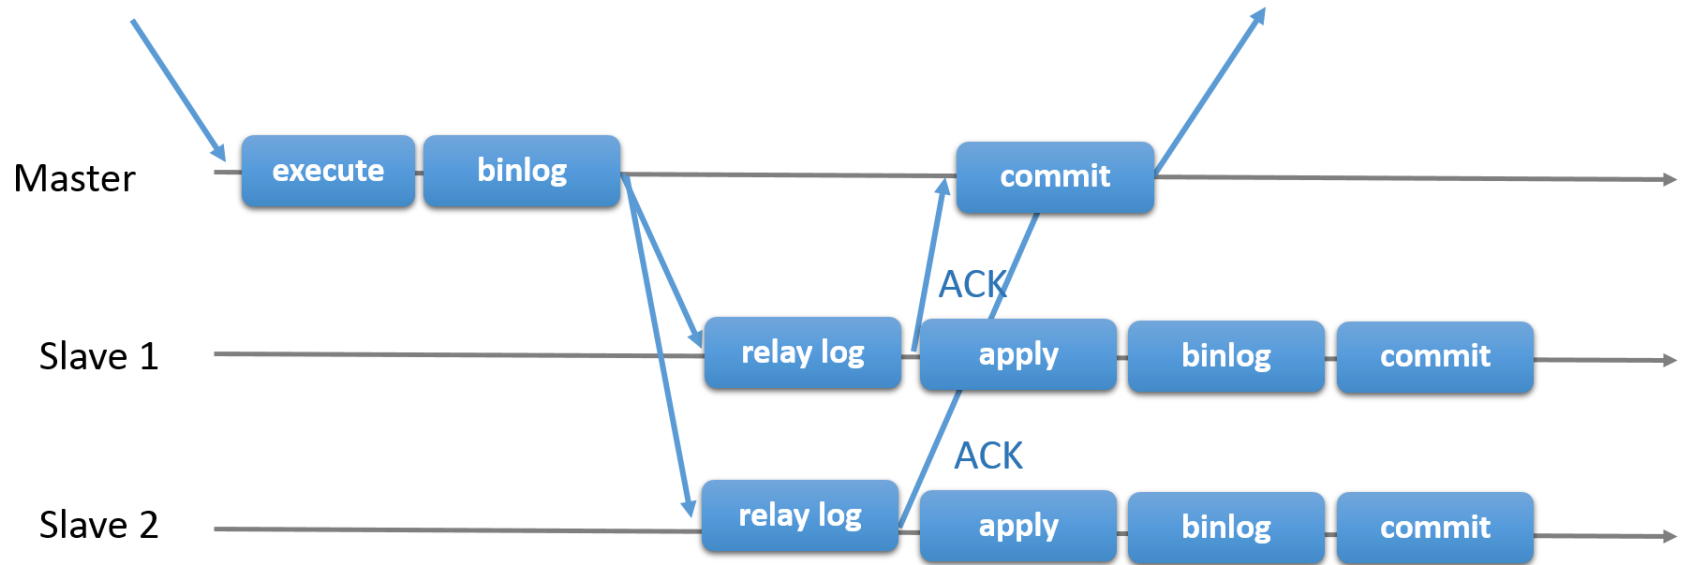 Master execute binlog commit
ACK
Slave 1 relay log apply binlog commit
ACK
Slave 2 relay log apply binlog commit